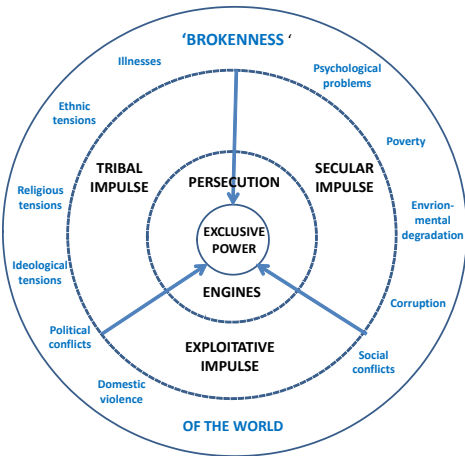 ‘BROKENNESS ‘
Illnesses
Psychological
problems
Ethnic
tensions
Poverty
TRIBAL
IMPULSE
PERSECUTION
SECULAR
IMPULSE
Religious
tensions
Envrion-
mental
degradation
EXCLUSIVE
POWER
Ideological
tensions
ENGINES
Corruption
Political
conflicts
EXPLOITATIVE
IMPULSE
Social
conflicts
Domestic
violence
OF THE WORLD